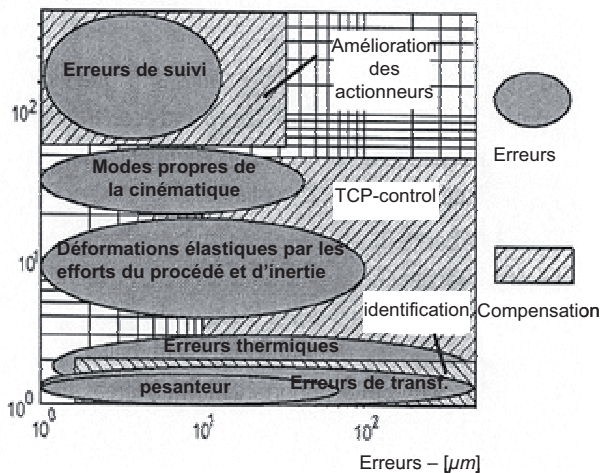 Erreurs de suivi
Amélioration
des
actionneurs
10²
Erreurs
Modes propres de
la cinématique
TCP-control
10¹
Déformations élastiques par les
efforts du procédé et d'inertie
identification
Compensation
Erreurs thermiques
pesanteur
Erreurs de transf.
10⁰
10⁰
10¹
10²
Erreurs – [µm]